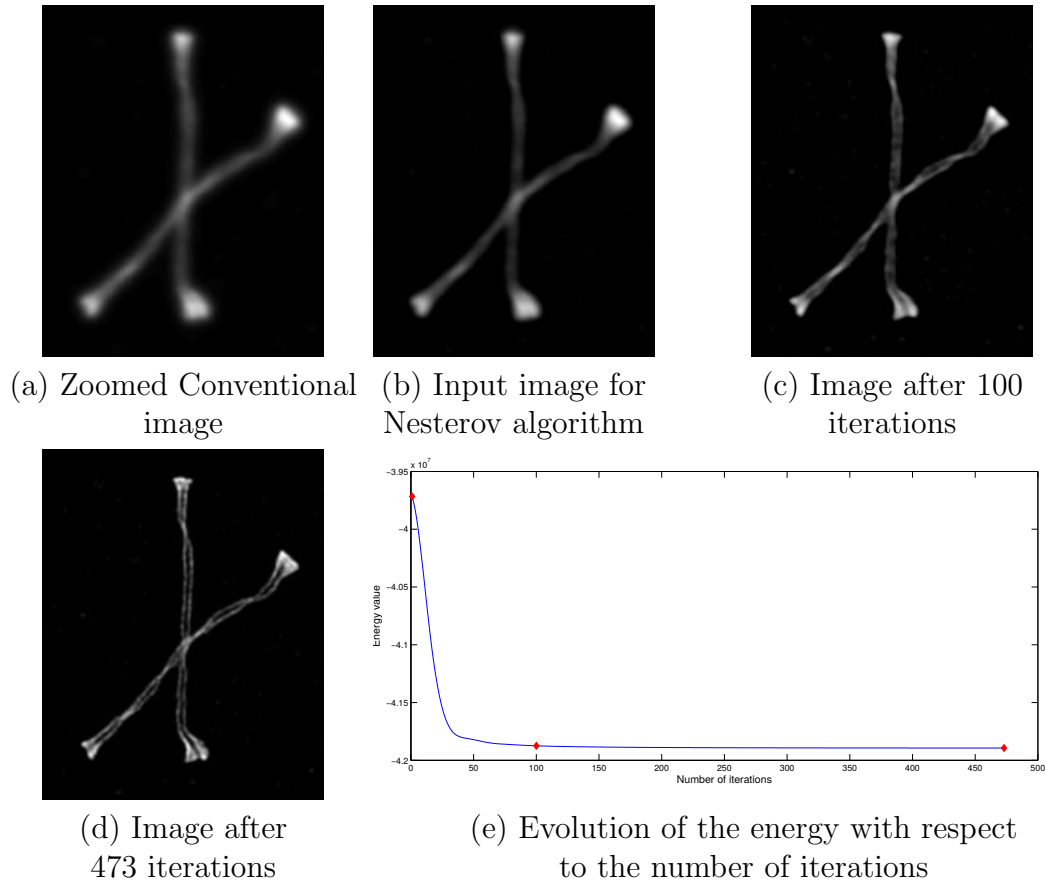 (a) Zoomed Conventional
image
(b) Input image for
Nesterov algorithm
(c) Image after 100
iterations
(d) Image after
473 iterations
x 10^7
−3.95
−4
−4.05
−4.1
−4.15
−4.2
Energy value
0 50 100 150 200 250 300 350 400 450 500
Number of iterations
(e) Evolution of the energy with respect
to the number of iterations